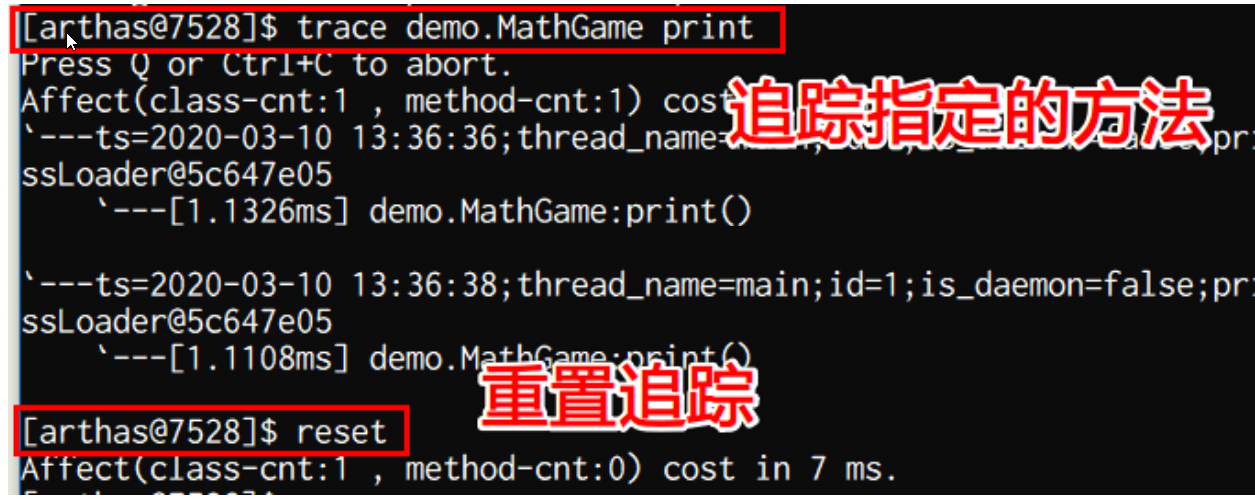 [arthas@7528]$ trace demo.MathGame print
Press Q or Ctrl+C to abort.
Affect(class-cnt:1 , method-cnt:1) cost
追踪指定的方法
`---ts=2020-03-10 13:36:36;thread_name=main;
ssLoader@5c647e05
`---[1.1326ms] demo.MathGame:print()
`---ts=2020-03-10 13:36:38;thread_name=main;id=1;is_daemon=false;pri
ssLoader@5c647e05
`---[1.1108ms] demo.MathGame:print()
重置追踪
[arthas@7528]$ reset
Affect(class-cnt:1 , method-cnt:0) cost in 7 ms.